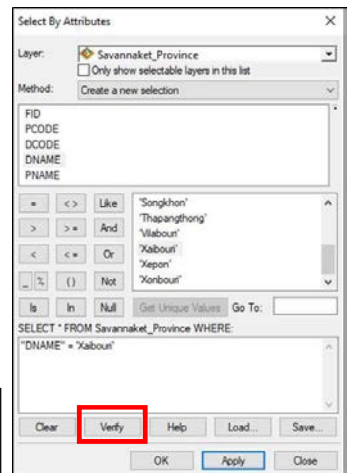 Select By Attributes
Layer: Savannaket_Province
Only show selectable layers in this list
Method: Create a new selection
FID
PCODE
DCODE
DNAME
PNAME
= < > Like
> > = And
< < = Or
_ % () Not
Is In Null
'Songkhon'
'Thapangthong'
'Vilabouri'
'Xaibouri'
'Xepon'
'Xonbouri'
Get Unique Values Go To:
SELECT * FROM Savannaket_Province WHERE:
"DNAME" = 'Xaibouri'
Clear Verify Help Load... Save...
OK Apply Close